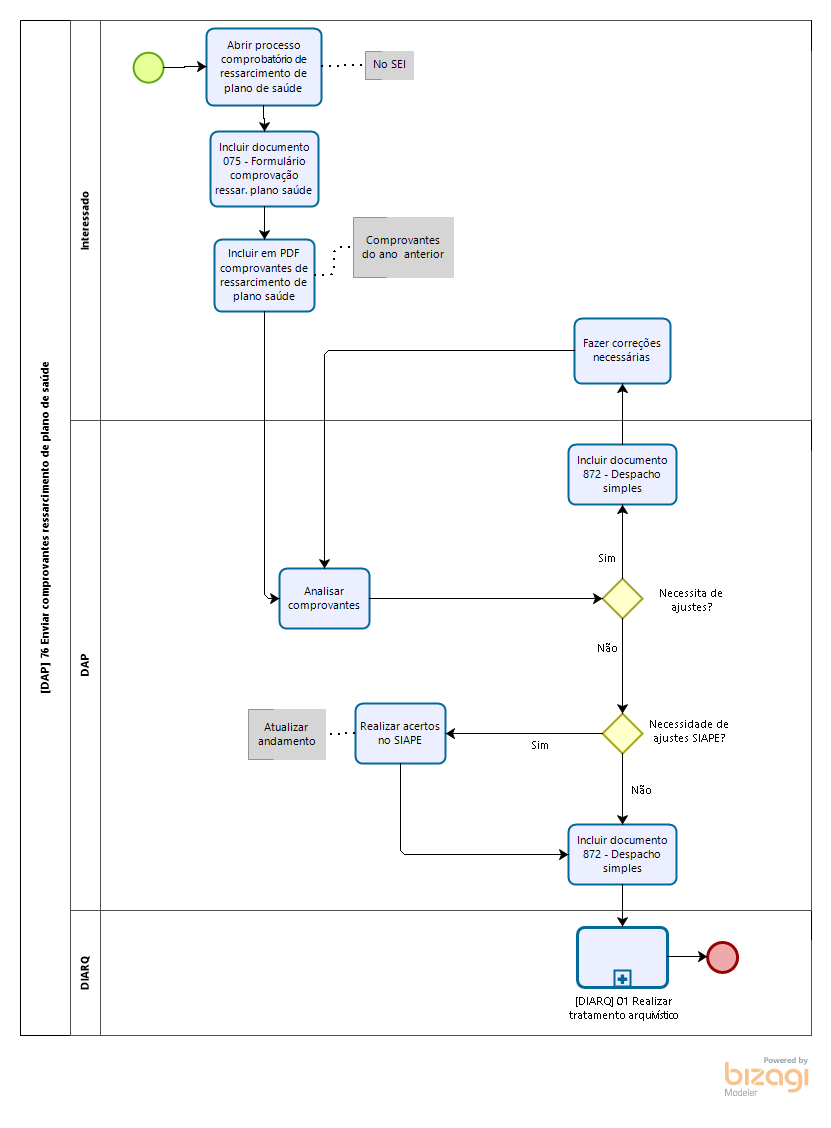 [DAP] 76 Enviar comprovantes ressarcimento de plano de saúde
Interessado
Abrir processo
comprobatório de
ressarcimento de
plano de saúde
No SEI
Incluir documento
075 - Formulário
comprovação
ressar. plano saúde
Incluir em PDF
comprovantes de
ressarcimento de
plano saúde
Comprovantes
do ano anterior
Fazer correções
necessárias
DAP
Incluir documento
872 - Despacho
simples
Sim
Analisar
comprovantes
Necessita de
ajustes?
Não
Atualizar
andamento
Realizar acertos
no SIAPE
Sim
Necessidade de
ajustes SIAPE?
Não
Incluir documento
872 - Despacho
simples
DIARQ
[DIARQ] 01 Realizar
tratamento arquivístico
Powered by
bizagi
Modeler